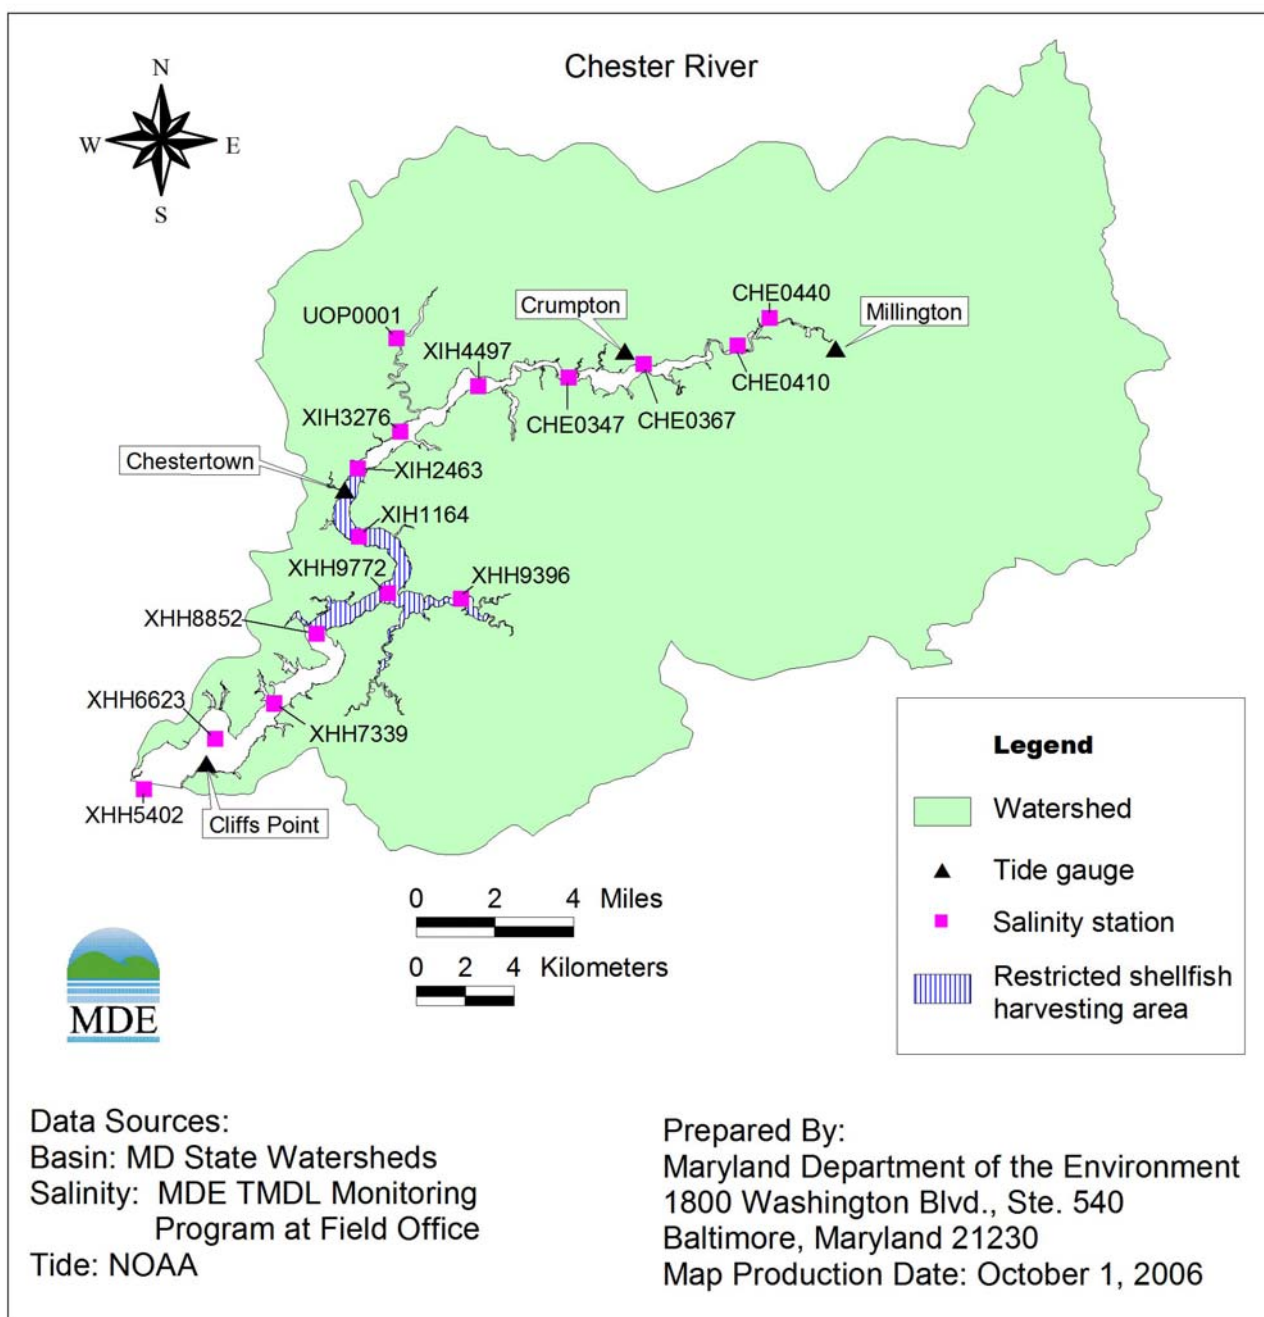 Chester River
N
W
E
S
CHE0440
Crumpton
Millington
UOP0001
XIH4497
CHE0410
XIH3276
CHE0347
CHE0367
Chestertown
XIH2463
XIH1164
XHH9772
XHH9396
XHH8852
XHH6623
XHH7339
XHH5402
Cliffs Point
Legend
Watershed
Tide gauge
Salinity station
Restricted shellfish
harvesting area
0 2 4 Miles
0 2 4 Kilometers
MDE
Data Sources:
Basin: MD State Watersheds
Salinity: MDE TMDL Monitoring
Program at Field Office
Tide: NOAA
Prepared By:
Maryland Department of the Environment
1800 Washington Blvd., Ste. 540
Baltimore, Maryland 21230
Map Production Date: October 1, 2006